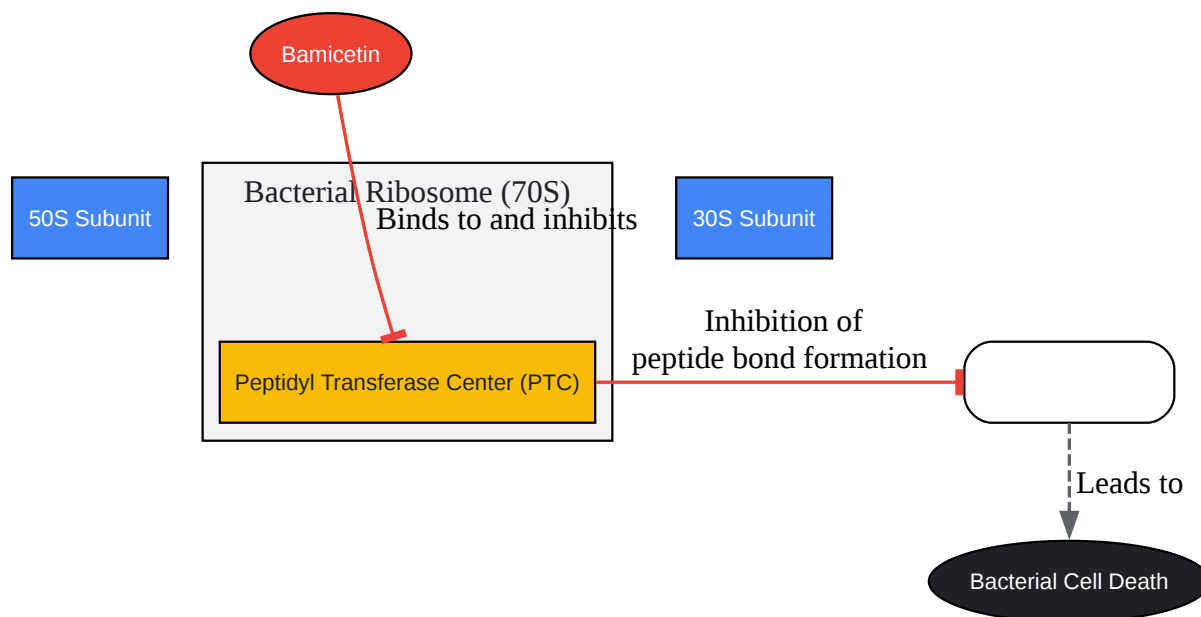 Bamicetin
Bacterial Ribosome (70S)
50S Subunit
Binds to and inhibits
30S Subunit
Inhibition of
peptide bond formation
Peptidyl Transferase Center (PTC)
Leads to
Bacterial Cell Death